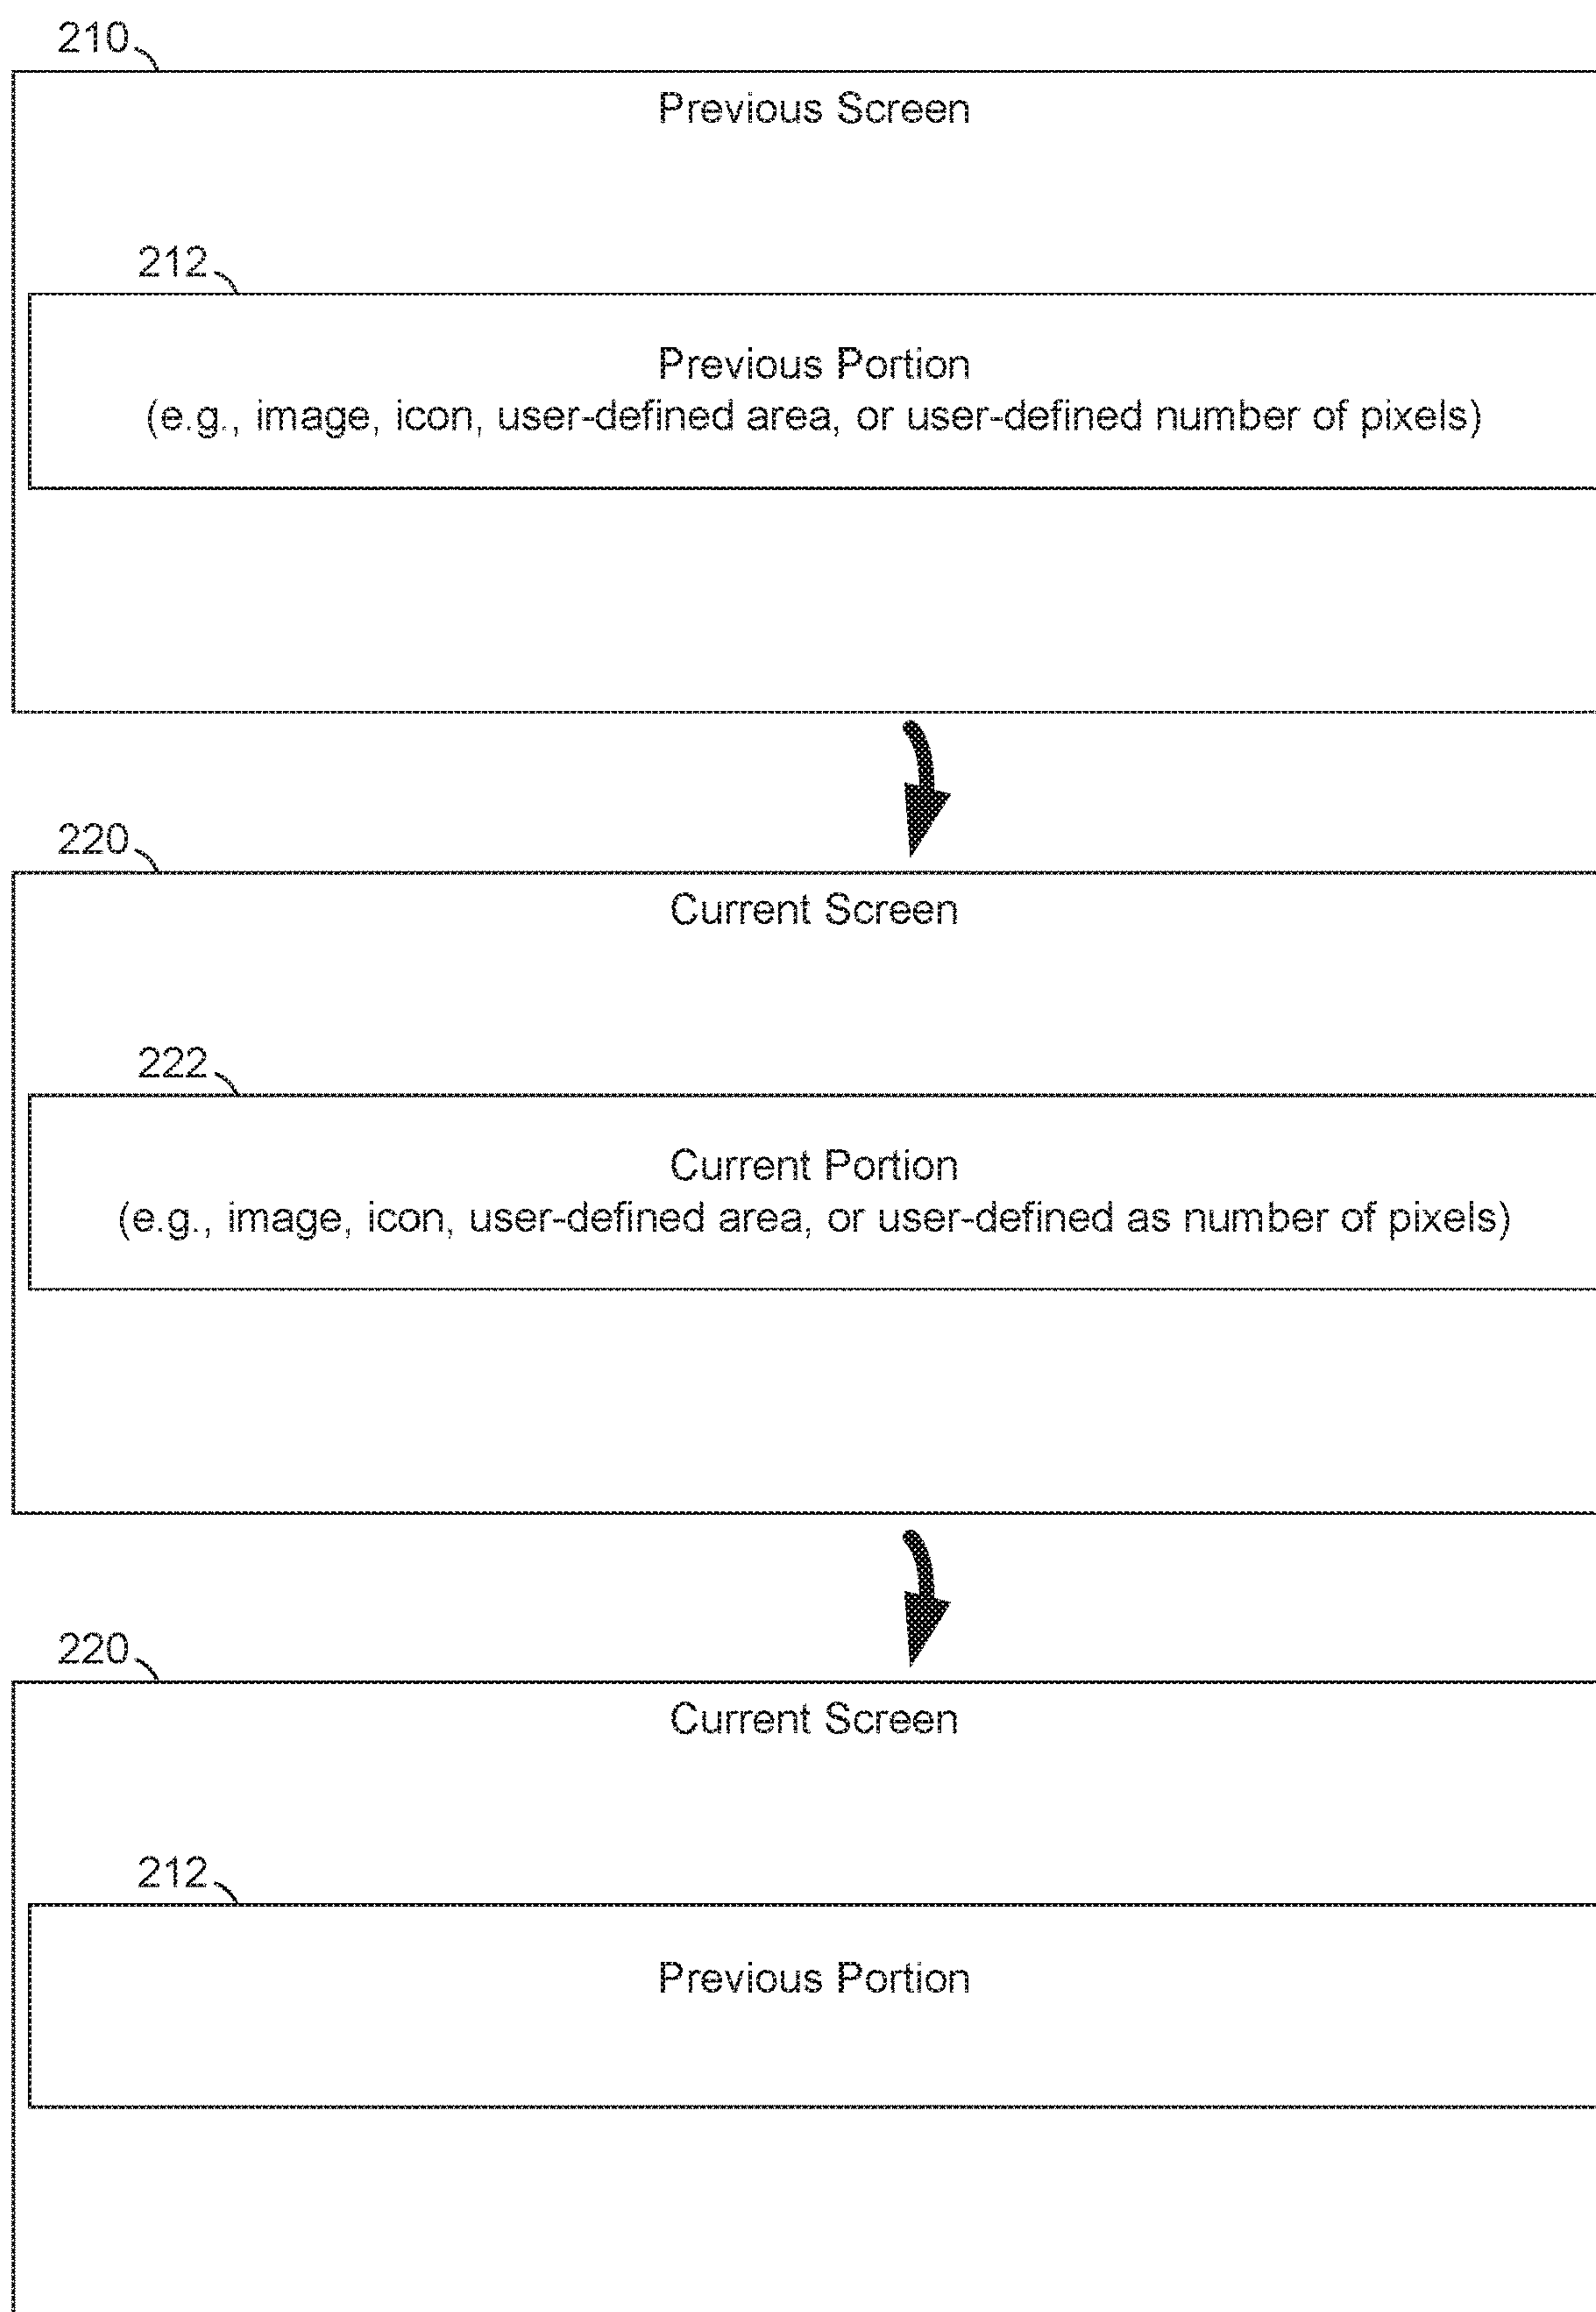 210
Previous Screen
212
Previous Portion
(e.g., image, icon, user-defined area, or user-defined number of pixels)
220
Current Screen
222
Current Portion
(e.g., image, icon, user-defined area, or user-defined as number of pixels)
220
Current Screen
212
Previous Portion